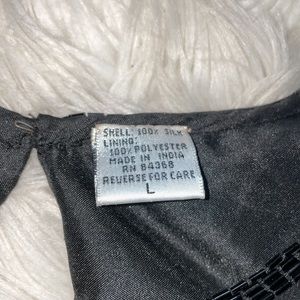 SHELL: 100% SILK
LINING:
100% POLYESTER
MADE IN INDIA
RN 84368
REVERSE FOR CARE
L